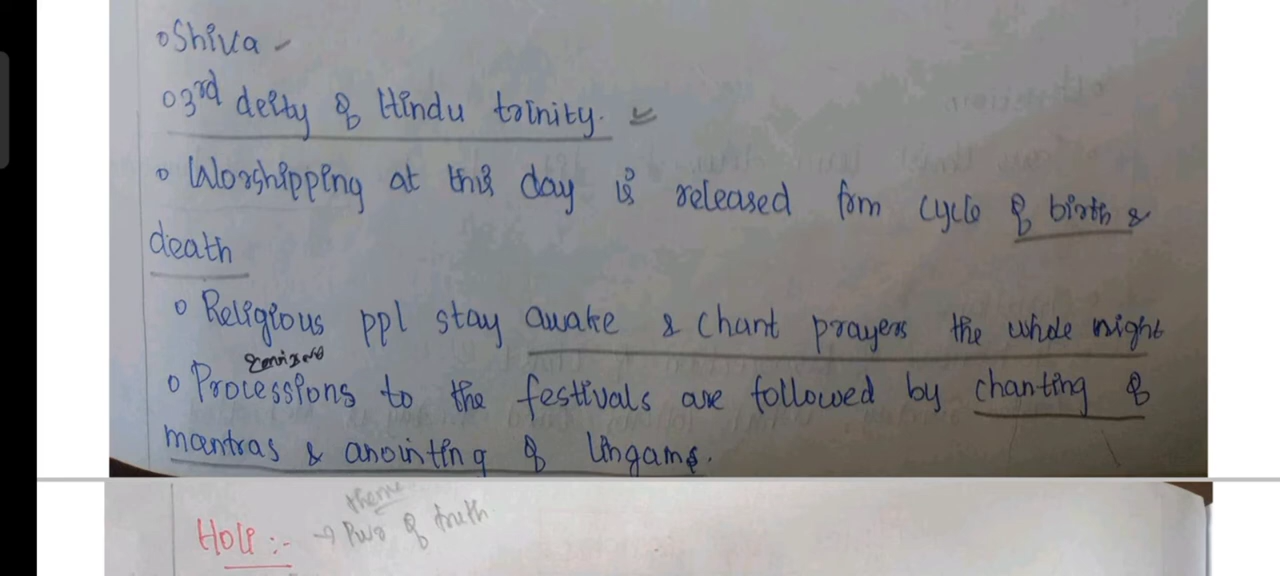 Shiva
3rd deity of Hindu trinity.
Worshipping at this day is released form cycle of birth &
death
Religious ppl stay awake & chant prayers the whole night
Processions to the festivals are followed by chanting of
mantras & anointing of lingams.
theme
Holi :- → of truth